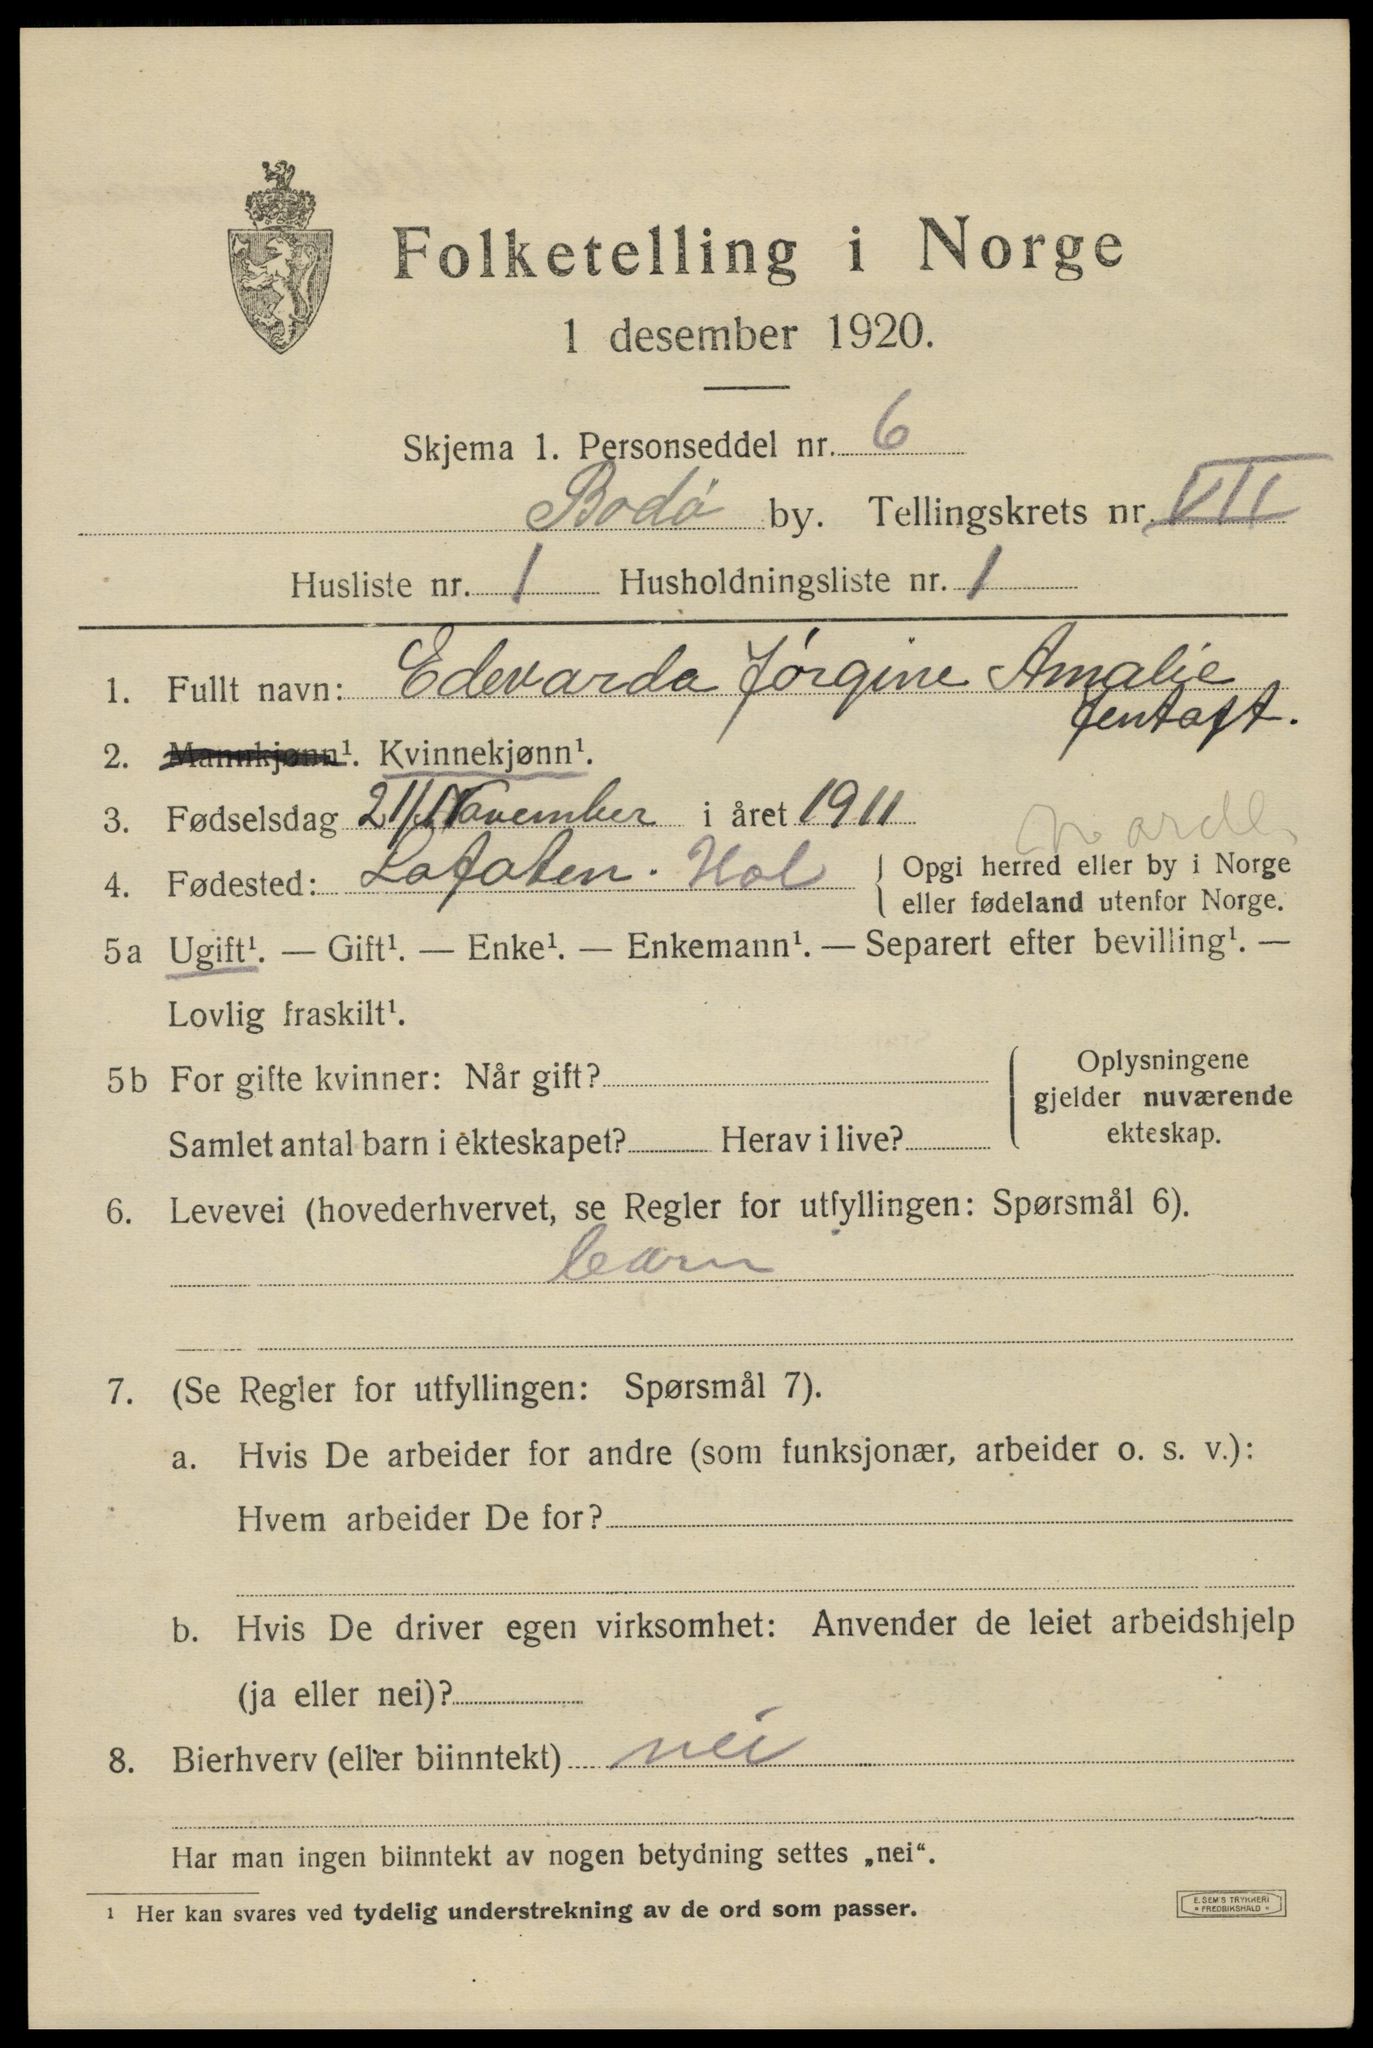 Folketelling i Norge
1 desember 1920.
Skjema 1. Personseddel nr. 6
Bodø by. Tellingskrets nr. VII
Husliste nr. 1 Husholdningsliste nr. 1
1. Fullt navn: Edevarda Jørgine Amalie
Jentoft.
2. Mannkjønn¹. Kvinnekjønn¹.
3. Fødselsdag 21/11 November i året 1911
4. Fødested: Lofoten. Hol { Opgi herred eller by i Norge
eller fødeland utenfor Norge.
5a Ugift¹. — Gift¹. — Enke¹. — Enkemann¹. — Separert efter bevilling¹. —
Lovlig fraskilt¹.
5b For gifte kvinner: Når gift?
Samlet antal barn i ekteskapet? Herav i live?
Oplysningene
gjelder nuværende
ekteskap.
6. Levevei (hovederhvervet, se Regler for utfyllingen: Spørsmål 6).
barn
7. (Se Regler for utfyllingen: Spørsmål 7).
a. Hvis De arbeider for andre (som funksjonær, arbeider o. s. v.):
Hvem arbeider De for?
b. Hvis De driver egen virksomhet: Anvender de leiet arbeidshjelp
(ja eller nei)?
8. Bierhverv (eller biinntekt) nei
Har man ingen biinntekt av nogen betydning settes „nei“.
¹ Her kan svares ved tydelig understrekning av de ord som passer.
E. SEM'S TRYKKERI
FREDRIKSHALD